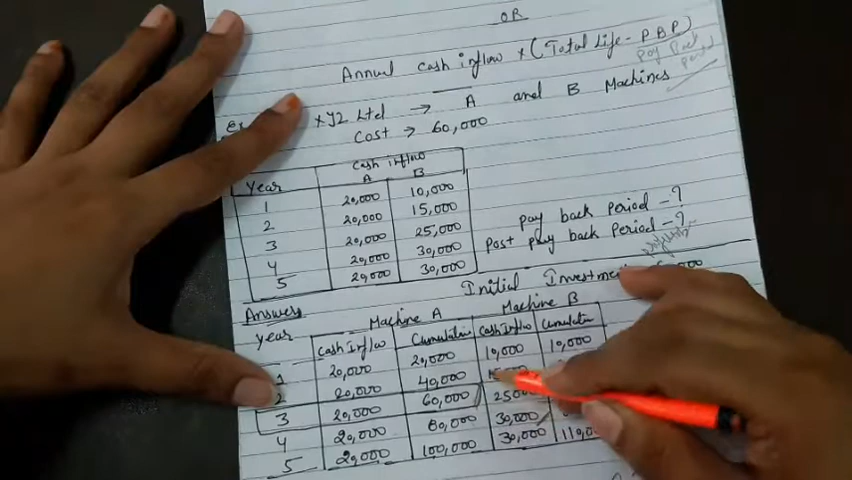 OR
Annual cash inflow × (Total Life - PBP)
Pay Back
period
XYZ Ltd → A and B Machines
Cost → 60,000
Cash inflow
Year A B
1 20,000 10,000
2 20,000 15,000
3 20,000 25,000
4 20,000 30,000
5 20,000 30,000
pay back period - ?
Post pay back period - ?
Initial Investme
Answers
Machine A Machine B
year Cash Inflow Cumulative Cash inflow Cumulative
1 20,000 20,000 10,000 10,000
2 20,000 40,000
3 20,000 60,000 2500
4 20,000 80,000 30,000
5 20,000 100,000 30,000 110,0